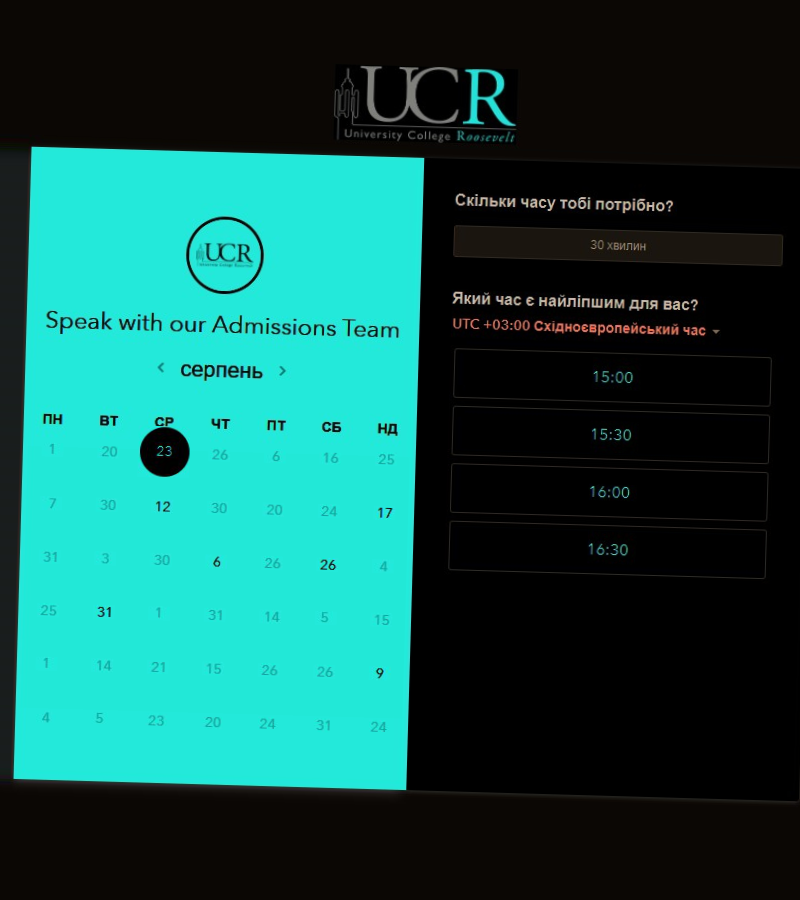 UCR
University College Roosevelt
UCR
University College Roosevelt
Speak with our Admissions Team
серпень
ПН ВТ СР ЧТ ПТ СБ НД
1 20 23 26 6 16 25
7 30 12 30 20 24 17
31 3 30 6 26 26 4
25 31 1 31 14 5 15
1 14 21 15 26 26 9
4 5 23 20 24 31 24
Скільки часу тобі потрібно?
30 хвилин
Який час є найліпшим для вас?
UTC +03:00 Східноєвропейський час
15:00
15:30
16:00
16:30